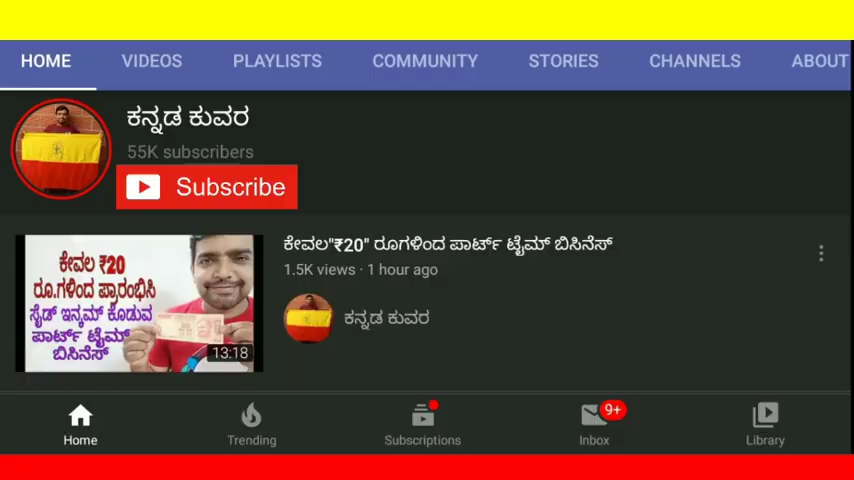 HOME VIDEOS PLAYLISTS COMMUNITY STORIES CHANNELS ABOUT
ಕನ್ನಡ ಕುವರ
55K subscribers
Subscribe
ಕೇವಲ ₹20
ರೂ.ಗಳಿಂದ ಪ್ರಾರಂಭಿಸಿ
ಸೈಡ್ ಇನ್ಕಮ್ ಕೊಡುವ
ಪಾರ್ಟ್ ಟೈಮ್
ಬಿಸಿನೆಸ್
13:18
ಕೇವಲ"₹20" ರೂಗಳಿಂದ ಪಾರ್ಟ್ ಟೈಮ್ ಬಿಸಿನೆಸ್
1.5K views · 1 hour ago
ಕನ್ನಡ ಕುವರ
9+
Home Trending Subscriptions Inbox Library